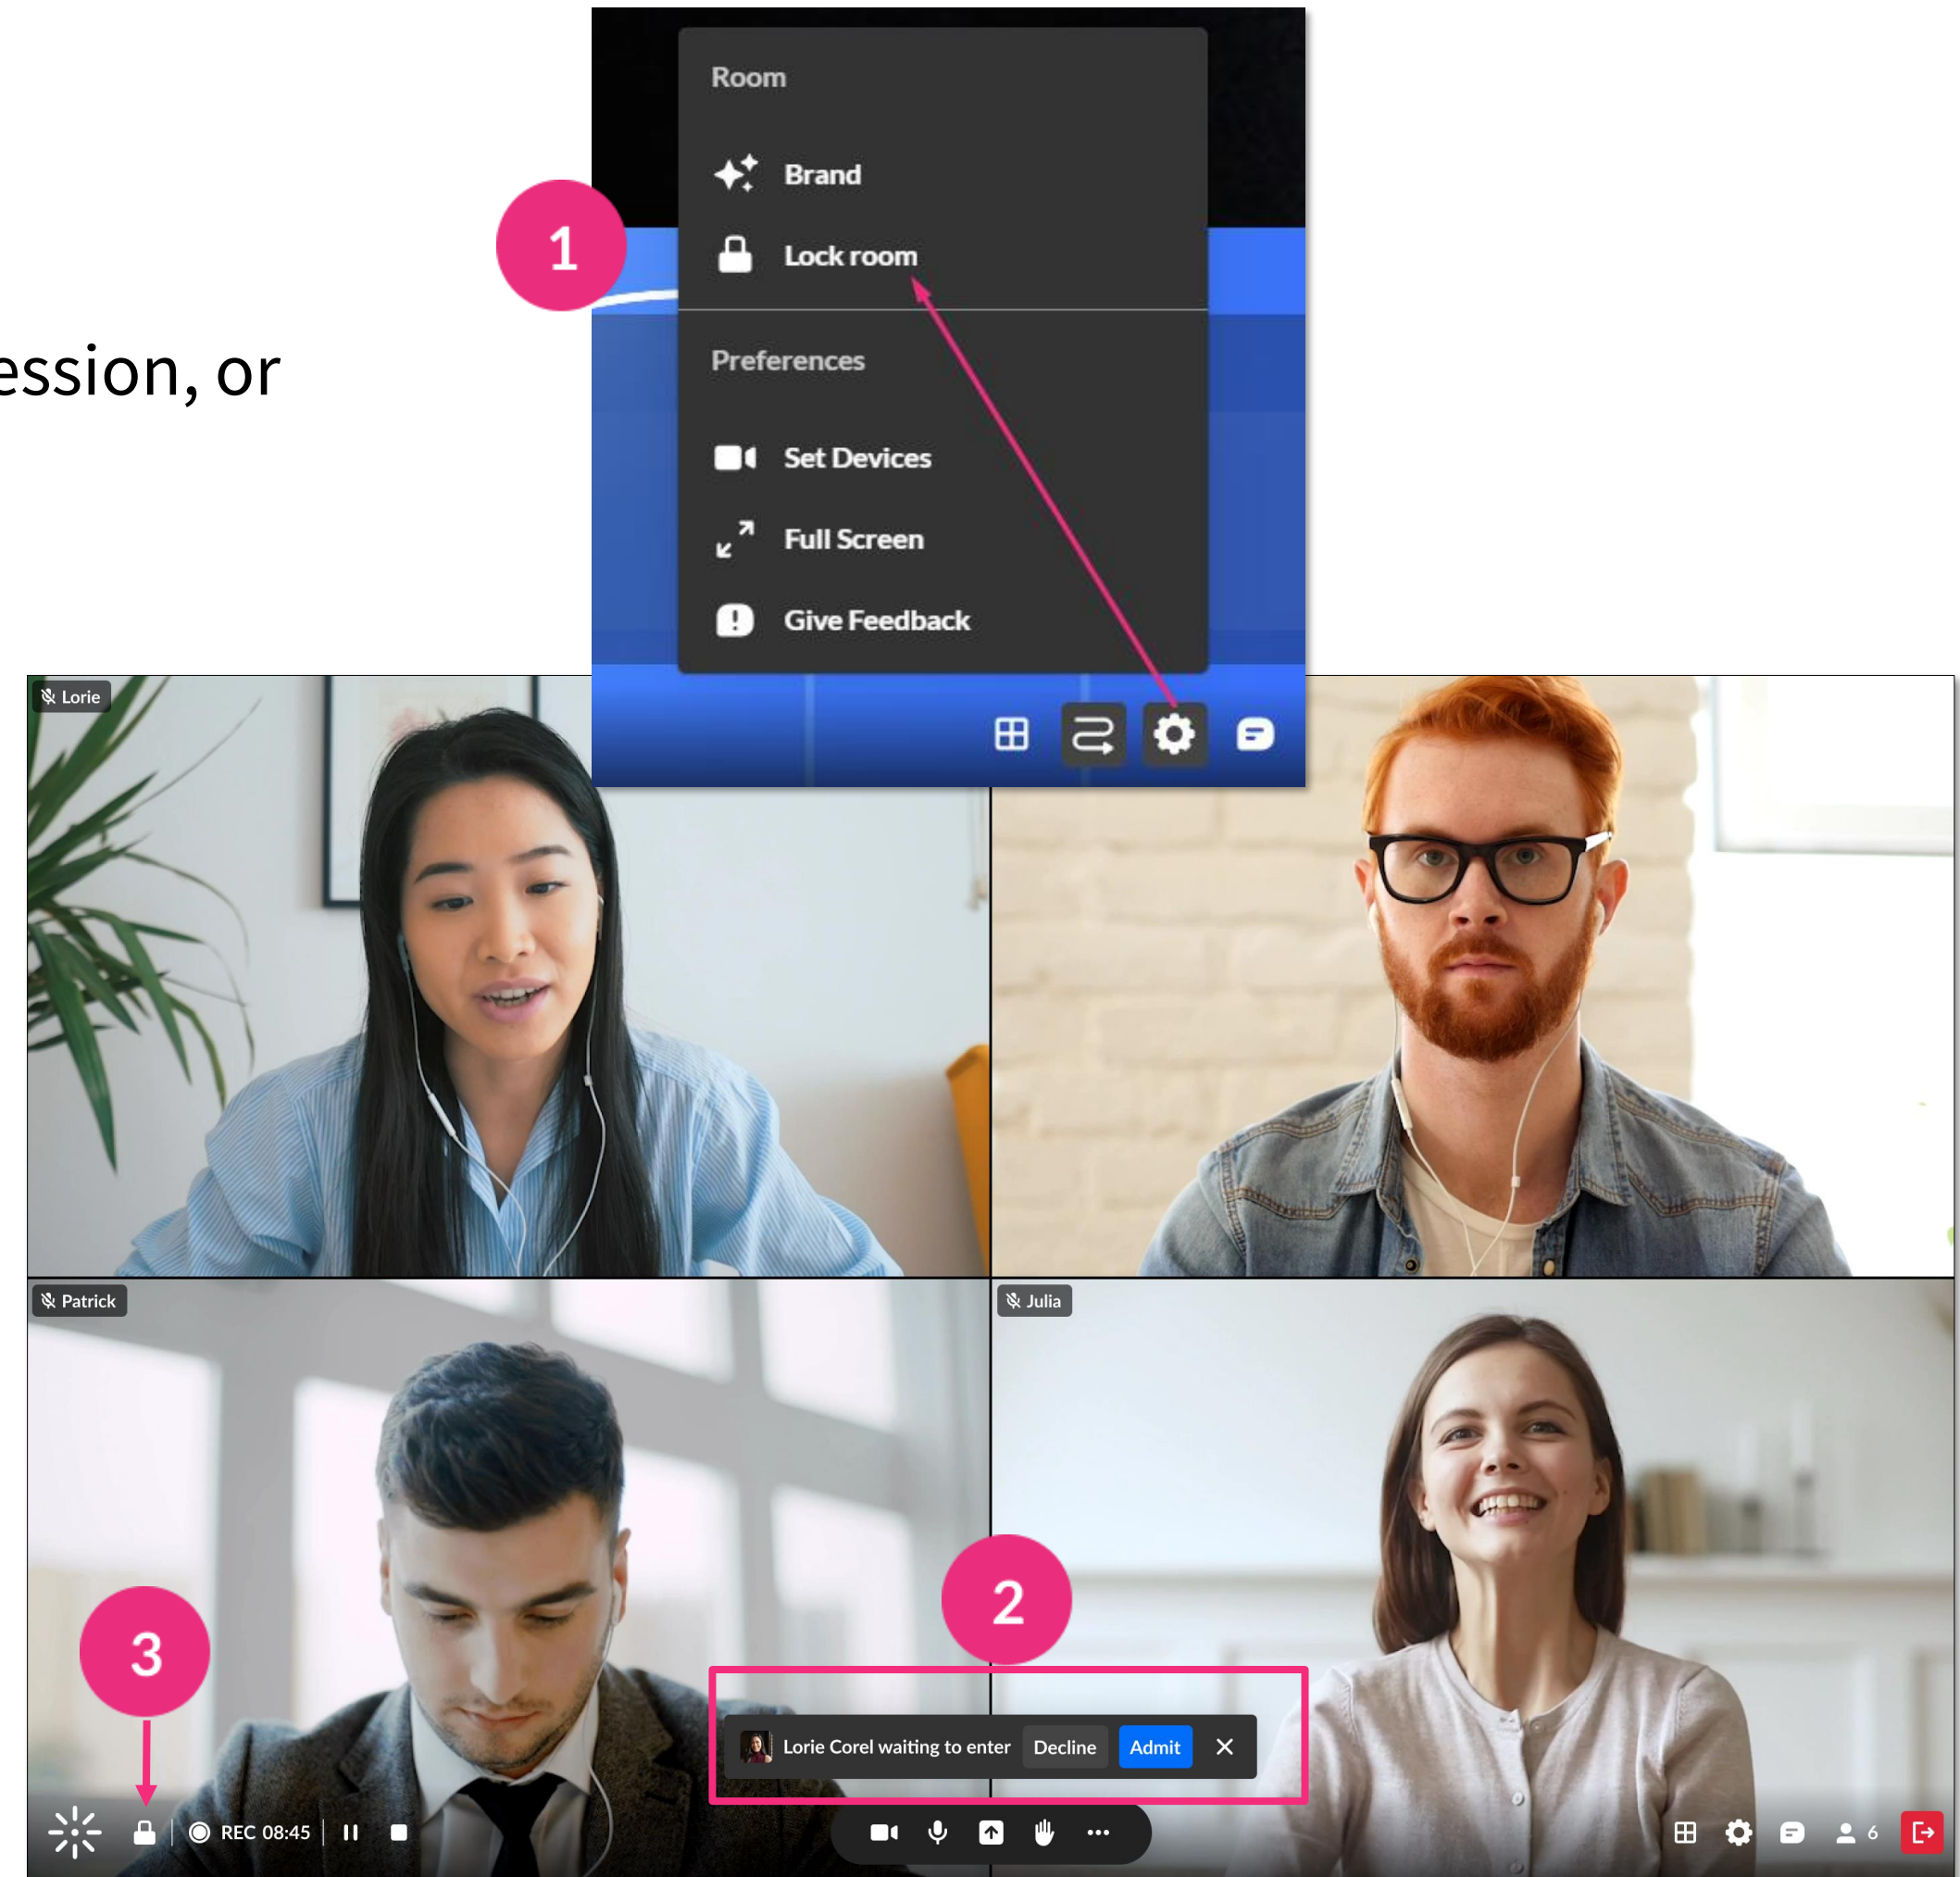 Room
Brand
1
Lock room
ession, or
Preferences
Set Devices
Full Screen
Give Feedback
Lorie
Patrick
Julia
2
3
Lorie Corel waiting to enter Decline Admit
REC 08:45
6